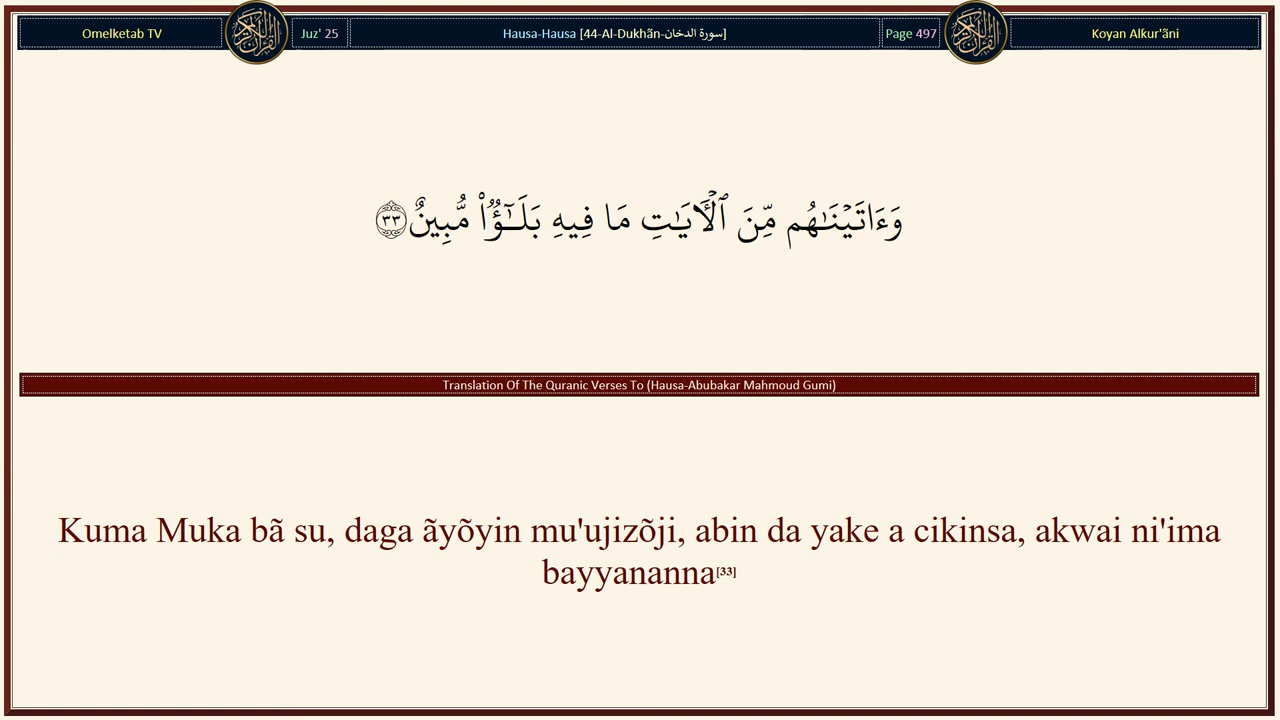 Omelketab TV
Juz' 25
Hausa-Hausa [44-Al-Dukhãn-سورة الدخان]
Page 497
Koyan Alƙur'ãni
وَءَاتَيۡنَٰهُم مِّنَ ٱلۡأٓيَٰتِ مَا فِيهِ بَلَٰٓؤٞاْ مُّبِينٌ ٣٣
Translation Of The Quranic Verses To (Hausa-Abubakar Mahmoud Gumi)
Kuma Muka bã su, daga ãyõyin mu'ujizõji, abin da yake a cikinsa, akwai ni'ima
bayyananna[33]